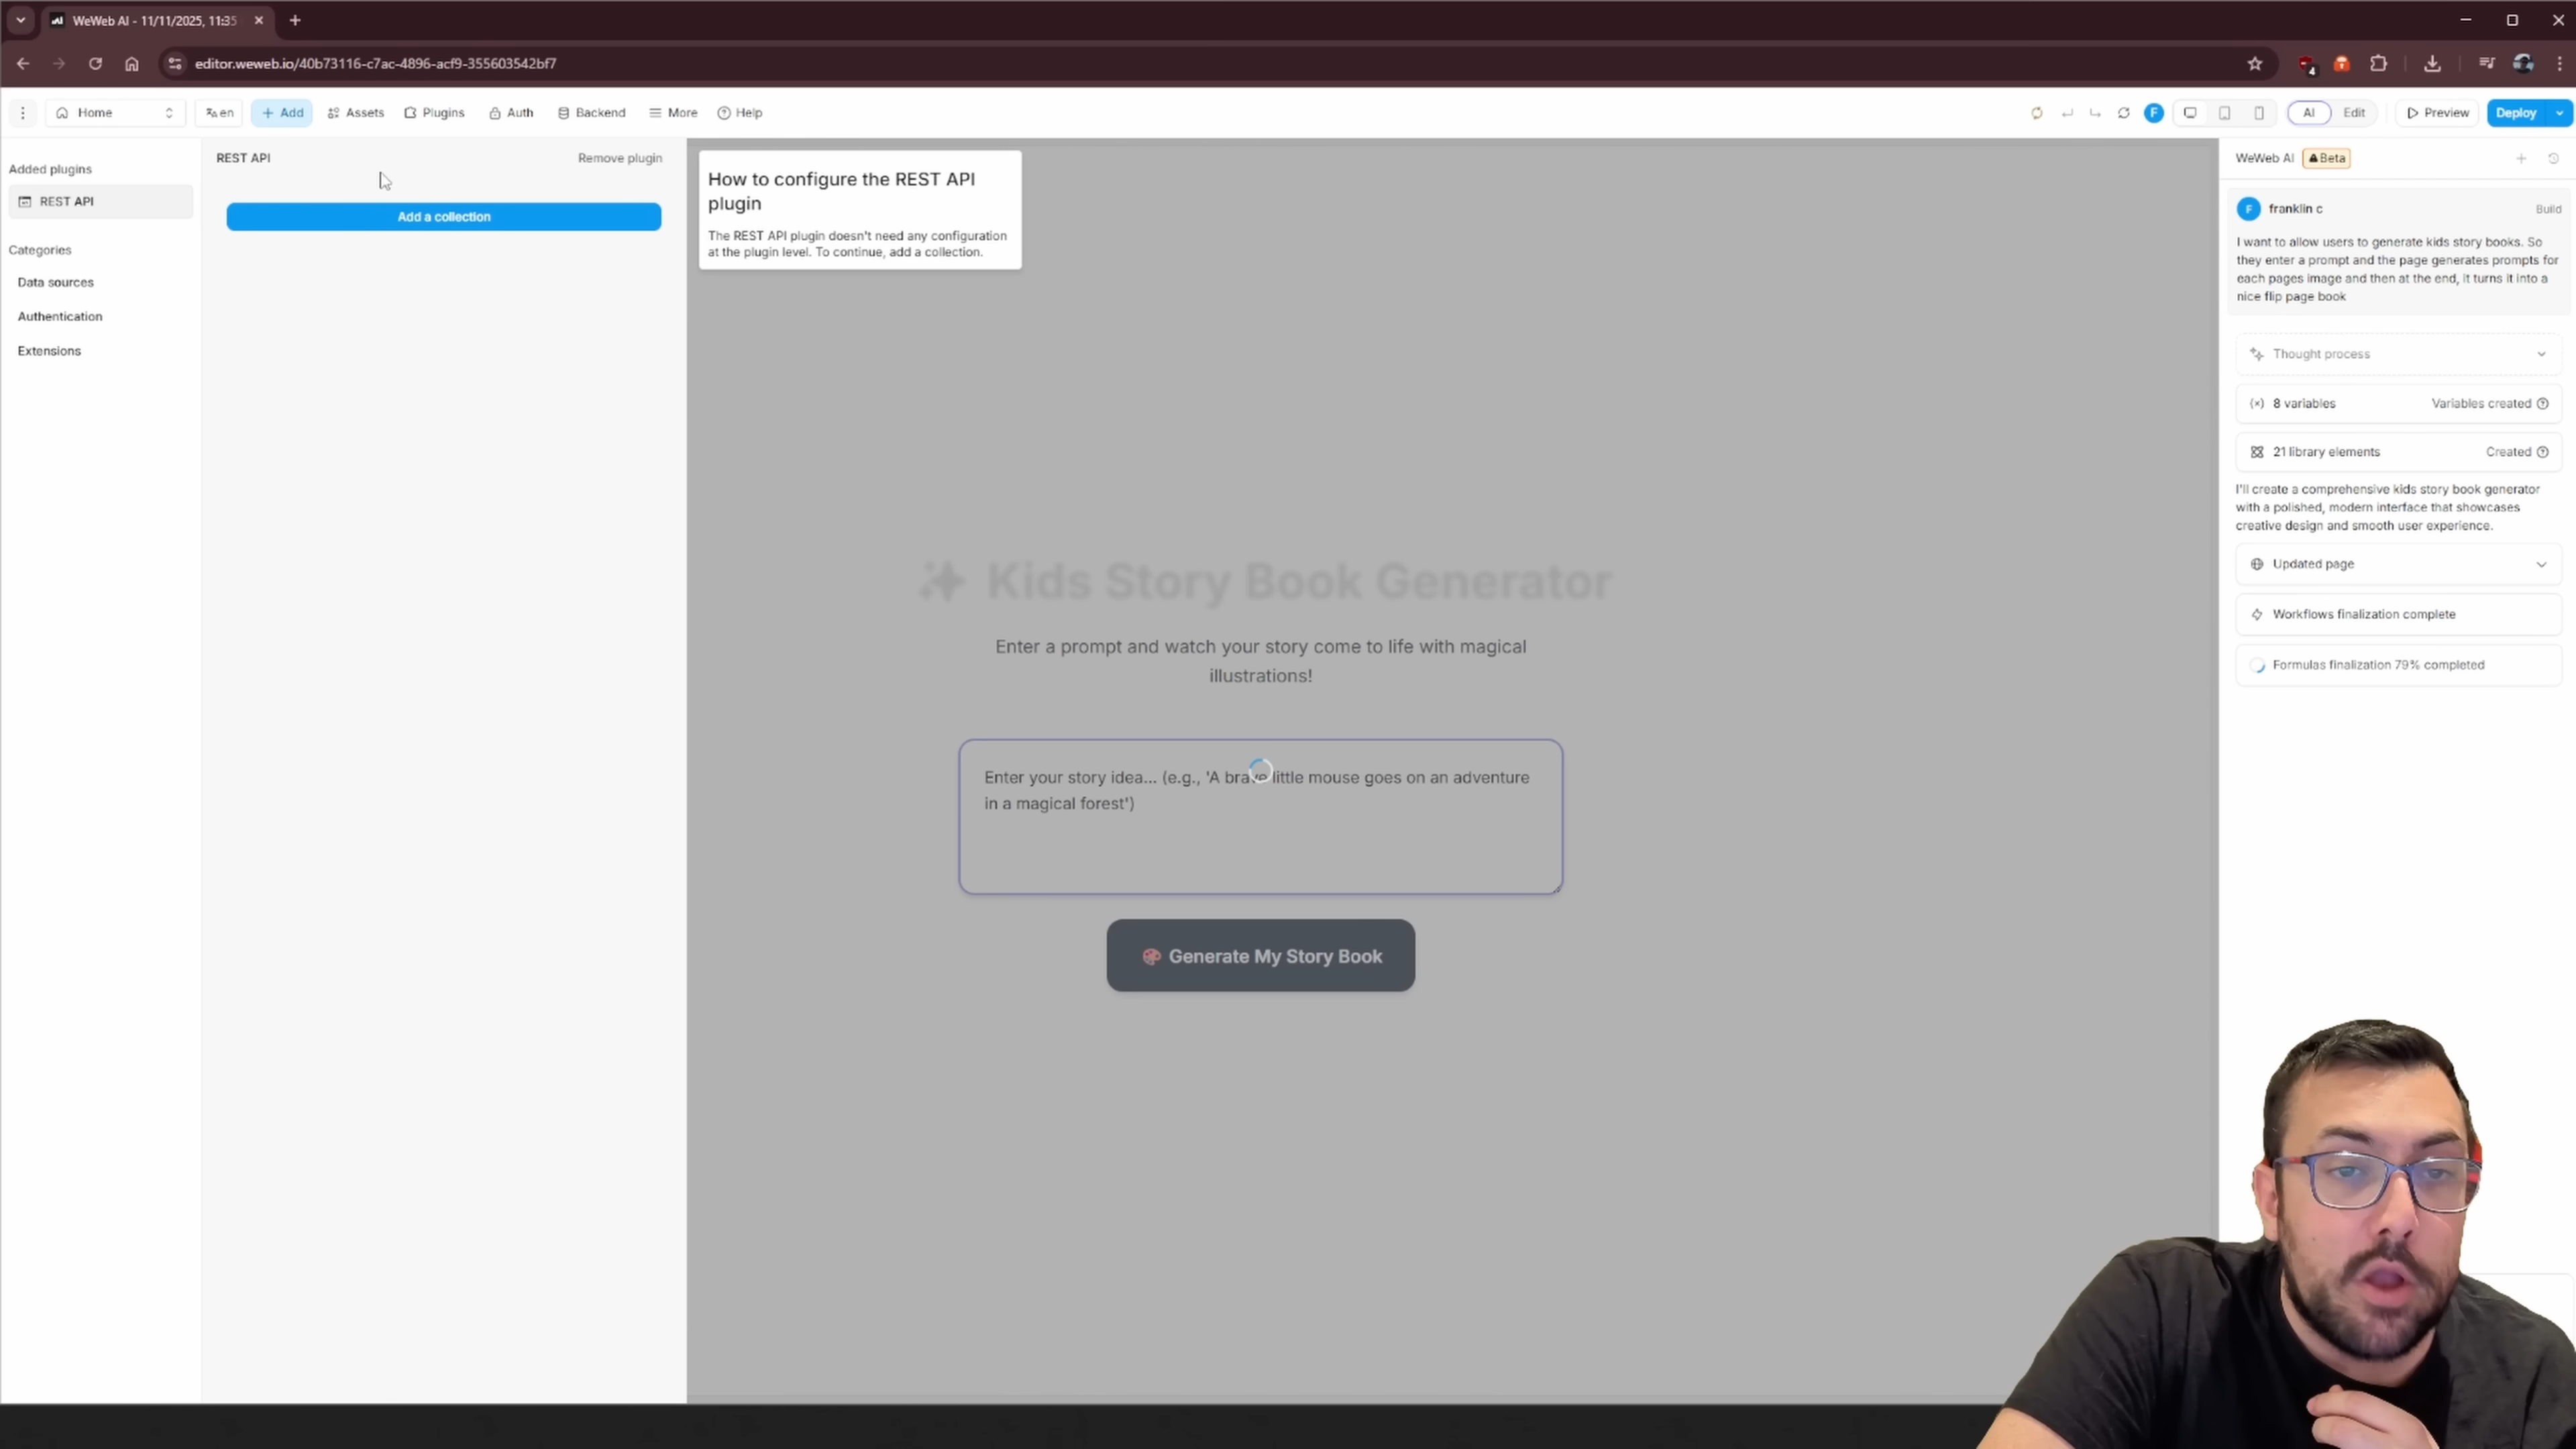 WeWeb AI - 11/11/2025, 11:35
editor.weweb.io/40b73116-c7ac-4896-acf9-355603542bf7
4
Home
en
Add
Assets
Plugins
Auth
Backend
More
Help
F
AI
Edit
Preview
Deploy
Added plugins
REST API
Categories
Data sources
Authentication
Extensions
REST API
Remove plugin
Add a collection
How to configure the REST API
plugin
The REST API plugin doesn't need any configuration
at the plugin level. To continue, add a collection.
Kids Story Book Generator
Enter a prompt and watch your story come to life with magical
illustrations!
Enter your story idea... (e.g., 'A brave little mouse goes on an adventure
in a magical forest')
Generate My Story Book
WeWeb AI
Beta
F
franklin c
Build
I want to allow users to generate kids story books. So
they enter a prompt and the page generates prompts for
each pages image and then at the end, it turns it into a
nice flip page book
Thought process
(x) 8 variables
Variables created
21 library elements
Created
I'll create a comprehensive kids story book generator
with a polished, modern interface that showcases
creative design and smooth user experience.
Updated page
Workflows finalization complete
Formulas finalization 79% completed